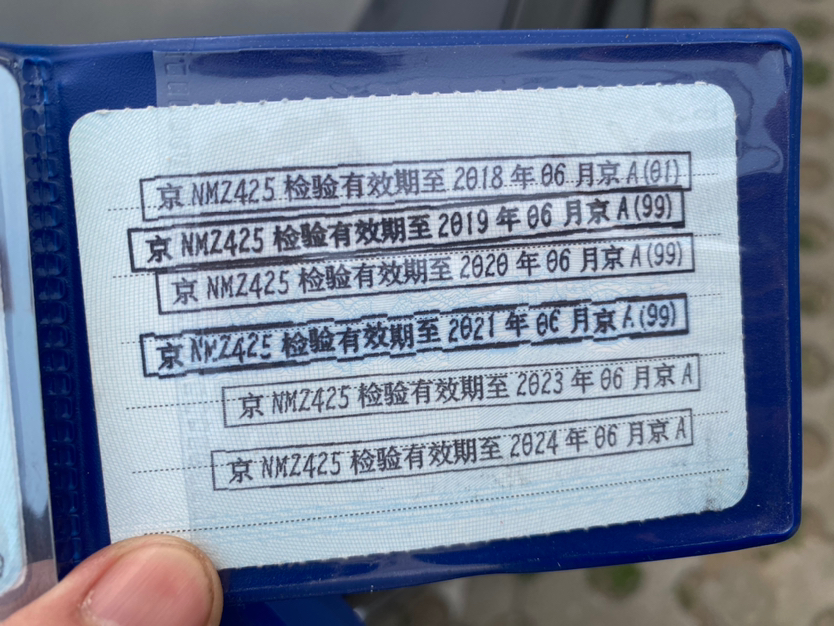 京 NMZ425 检验有效期至 2018 年 06 月京 A(01)
京 NMZ425 检验有效期至 2019 年 06 月京 A(99)
京 NMZ425 检验有效期至 2020 年 06 月京 A(99)
京 NMZ425 检验有效期至 2021 年 06 月京 A(99)
京 NMZ425 检验有效期至 2023 年 06 月京 A
京 NMZ425 检验有效期至 2024 年 06 月京 A